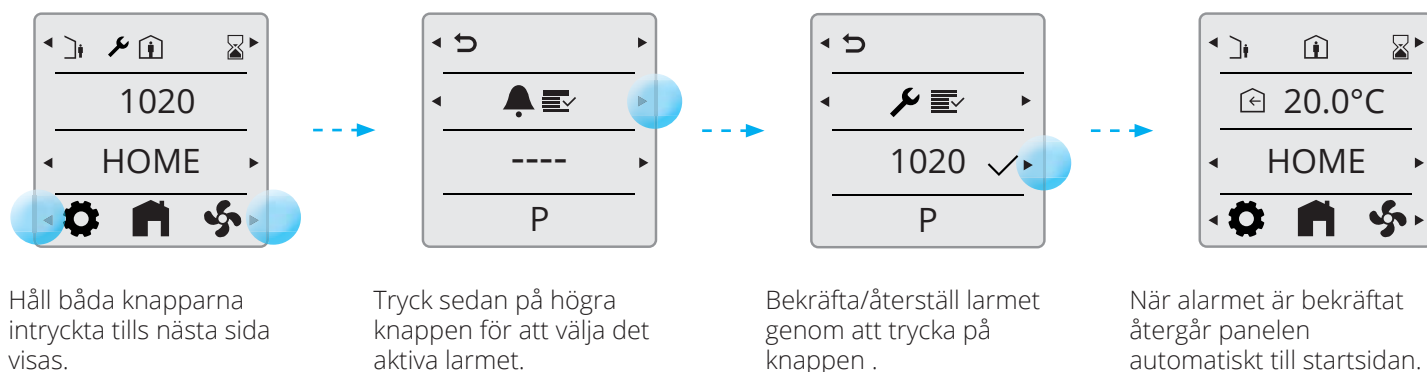 1020
HOME
----
P
1020
P
20.0°C
HOME
Håll båda knapparna
intryckta tills nästa sida
visas.
Tryck sedan på högra
knappen för att välja det
aktiva larmet.
Bekräfta/återställ larmet
genom att trycka på
knappen .
När alarmet är bekräftat
återgår panelen
automatiskt till startsidan.